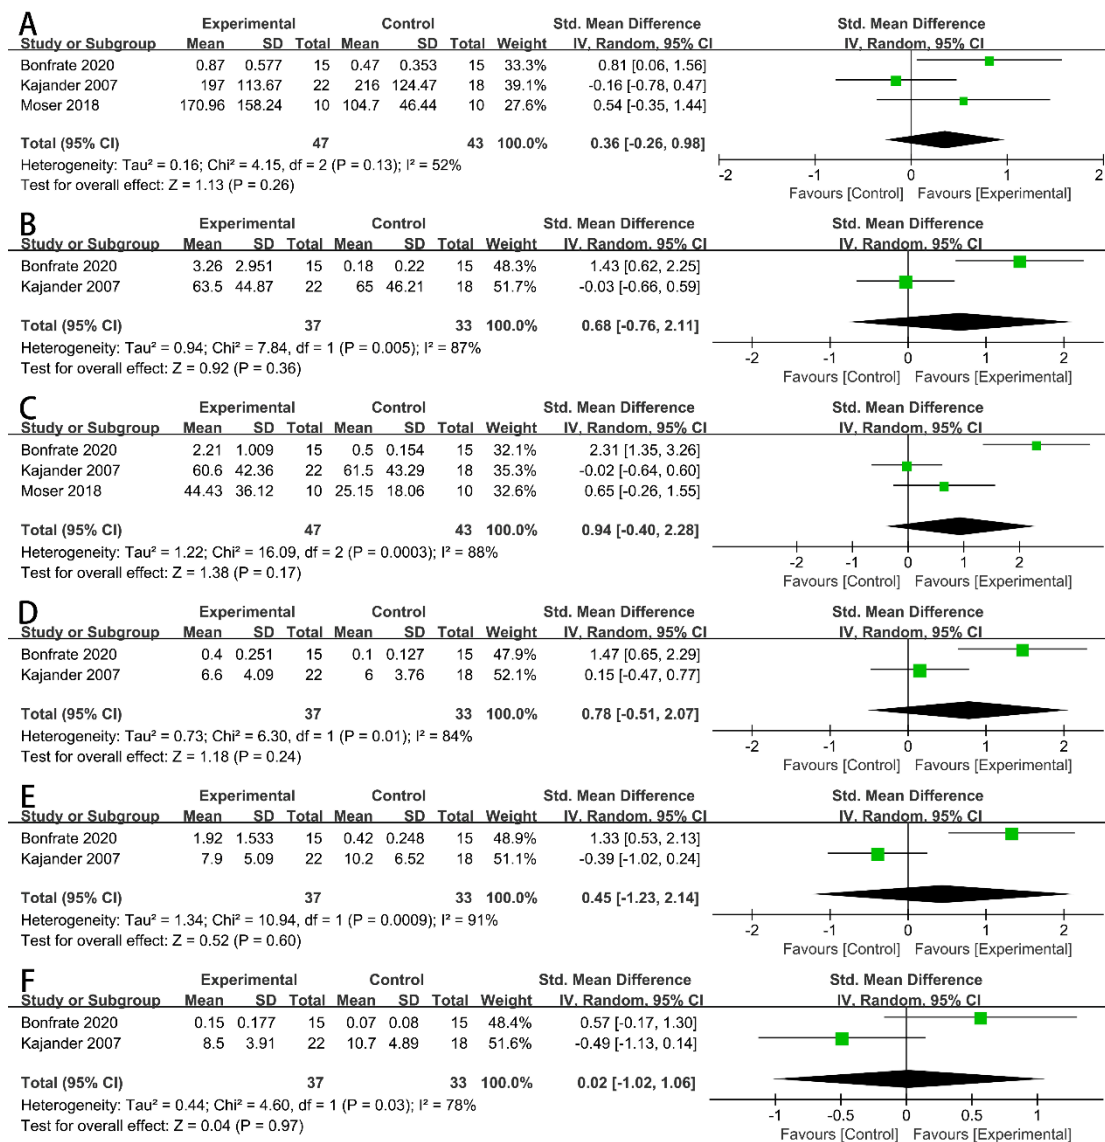 A
Experimental Control Std. Mean Difference Std. Mean Difference
Study or Subgroup Mean SD Total Mean SD Total Weight IV, Random, 95% CI IV, Random, 95% CI
Bonfrate 2020 0.87 0.577 15 0.47 0.353 15 33.3% 0.81 [0.06, 1.56]
Kajander 2007 197 113.67 22 216 124.47 18 39.1% -0.16 [-0.78, 0.47]
Moser 2018 170.96 158.24 10 104.7 46.44 10 27.6% 0.54 [-0.35, 1.44]
Total (95% CI) 47 43 100.0% 0.36 [-0.26, 0.98]
Heterogeneity: Tau² = 0.16; Chi² = 4.15, df = 2 (P = 0.13); I² = 52%
Test for overall effect: Z = 1.13 (P = 0.26)
-2 -1 0 1 2
Favours [Control] Favours [Experimental]
B
Experimental Control Std. Mean Difference Std. Mean Difference
Study or Subgroup Mean SD Total Mean SD Total Weight IV, Random, 95% CI IV, Random, 95% CI
Bonfrate 2020 3.26 2.951 15 0.18 0.22 15 48.3% 1.43 [0.62, 2.25]
Kajander 2007 63.5 44.87 22 65 46.21 18 51.7% -0.03 [-0.66, 0.59]
Total (95% CI) 37 33 100.0% 0.68 [-0.76, 2.11]
Heterogeneity: Tau² = 0.94; Chi² = 7.84, df = 1 (P = 0.005); I² = 87%
Test for overall effect: Z = 0.92 (P = 0.36)
-2 -1 0 1 2
Favours [Control] Favours [Experimental]
C
Experimental Control Std. Mean Difference Std. Mean Difference
Study or Subgroup Mean SD Total Mean SD Total Weight IV, Random, 95% CI IV, Random, 95% CI
Bonfrate 2020 2.21 1.009 15 0.5 0.154 15 32.1% 2.31 [1.35, 3.26]
Kajander 2007 60.6 42.36 22 61.5 43.29 18 35.3% -0.02 [-0.64, 0.60]
Moser 2018 44.43 36.12 10 25.15 18.06 10 32.6% 0.65 [-0.26, 1.55]
Total (95% CI) 47 43 100.0% 0.94 [-0.40, 2.28]
Heterogeneity: Tau² = 1.22; Chi² = 16.09, df = 2 (P = 0.0003); I² = 88%
Test for overall effect: Z = 1.38 (P = 0.17)
-2 -1 0 1 2
Favours [Control] Favours [Experimental]
D
Experimental Control Std. Mean Difference Std. Mean Difference
Study or Subgroup Mean SD Total Mean SD Total Weight IV, Random, 95% CI IV, Random, 95% CI
Bonfrate 2020 0.4 0.251 15 0.1 0.127 15 47.9% 1.47 [0.65, 2.29]
Kajander 2007 6.6 4.09 22 6 3.76 18 52.1% 0.15 [-0.47, 0.77]
Total (95% CI) 37 33 100.0% 0.78 [-0.51, 2.07]
Heterogeneity: Tau² = 0.73; Chi² = 6.30, df = 1 (P = 0.01); I² = 84%
Test for overall effect: Z = 1.18 (P = 0.24)
-2 -1 0 1 2
Favours [Control] Favours [Experimental]
E
Experimental Control Std. Mean Difference Std. Mean Difference
Study or Subgroup Mean SD Total Mean SD Total Weight IV, Random, 95% CI IV, Random, 95% CI
Bonfrate 2020 1.92 1.533 15 0.42 0.248 15 48.9% 1.33 [0.53, 2.13]
Kajander 2007 7.9 5.09 22 10.2 6.52 18 51.1% -0.39 [-1.02, 0.24]
Total (95% CI) 37 33 100.0% 0.45 [-1.23, 2.14]
Heterogeneity: Tau² = 1.34; Chi² = 10.94, df = 1 (P = 0.0009); I² = 91%
Test for overall effect: Z = 0.52 (P = 0.60)
-2 -1 0 1 2
Favours [Control] Favours [Experimental]
F
Experimental Control Std. Mean Difference Std. Mean Difference
Study or Subgroup Mean SD Total Mean SD Total Weight IV, Random, 95% CI IV, Random, 95% CI
Bonfrate 2020 0.15 0.177 15 0.07 0.08 15 48.4% 0.57 [-0.17, 1.30]
Kajander 2007 8.5 3.91 22 10.7 4.89 18 51.6% -0.49 [-1.13, 0.14]
Total (95% CI) 37 33 100.0% 0.02 [-1.02, 1.06]
Heterogeneity: Tau² = 0.44; Chi² = 4.60, df = 1 (P = 0.03); I² = 78%
Test for overall effect: Z = 0.04 (P = 0.97)
-1 -0.5 0 0.5 1
Favours [Control] Favours [Experimental]